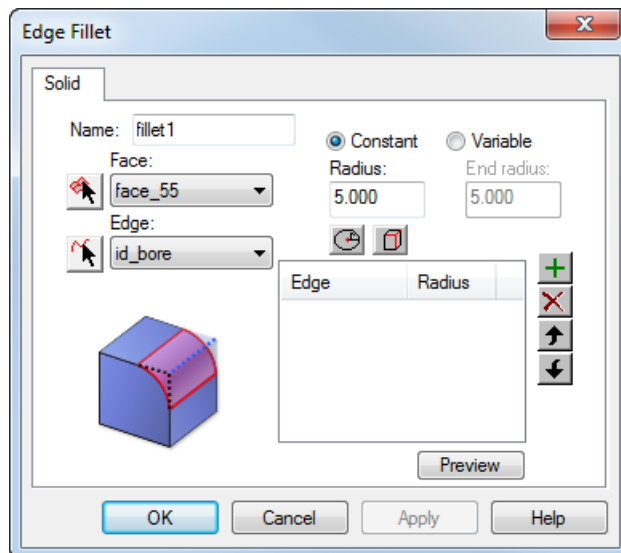 Edge Fillet
Solid
Name: fillet1
Constant Variable
Face:
Radius: End radius:
face_55
5.000 5.000
Edge:
id_bore
Edge Radius
Preview
OK Cancel Apply Help